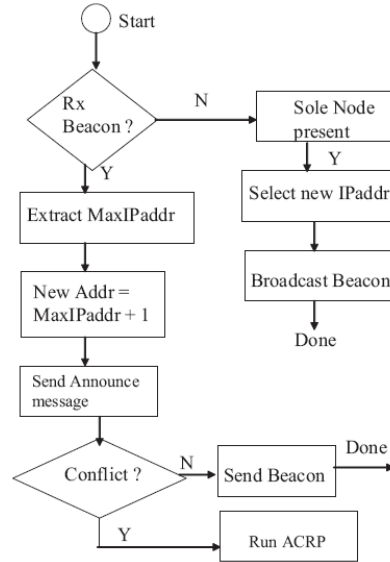 Start
Rx
Beacon ?
N
Sole Node
present
Y
Y
Extract MaxIPaddr
Select new IPaddr
New Addr =
MaxIPaddr + 1
Broadcast Beacon
Done
Send Announce
message
Conflict ?
N
Send Beacon
Done
Y
Run ACRP